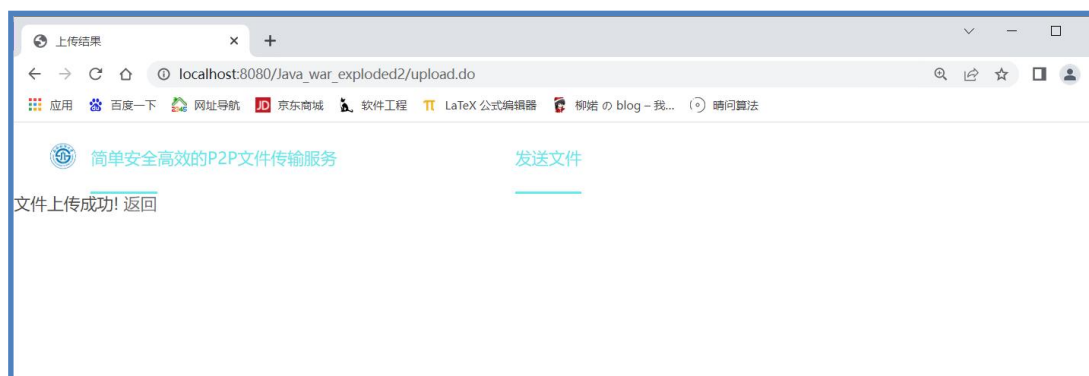 上传结果
localhost:8080/Java_war_exploded2/upload.do
应用 百度一下 网址导航 JD 京东商城 软件工程 π LaTeX 公式编辑器 柳婼 の blog – 我... 晴问算法
简单安全高效的P2P文件传输服务 发送文件
文件上传成功! 返回